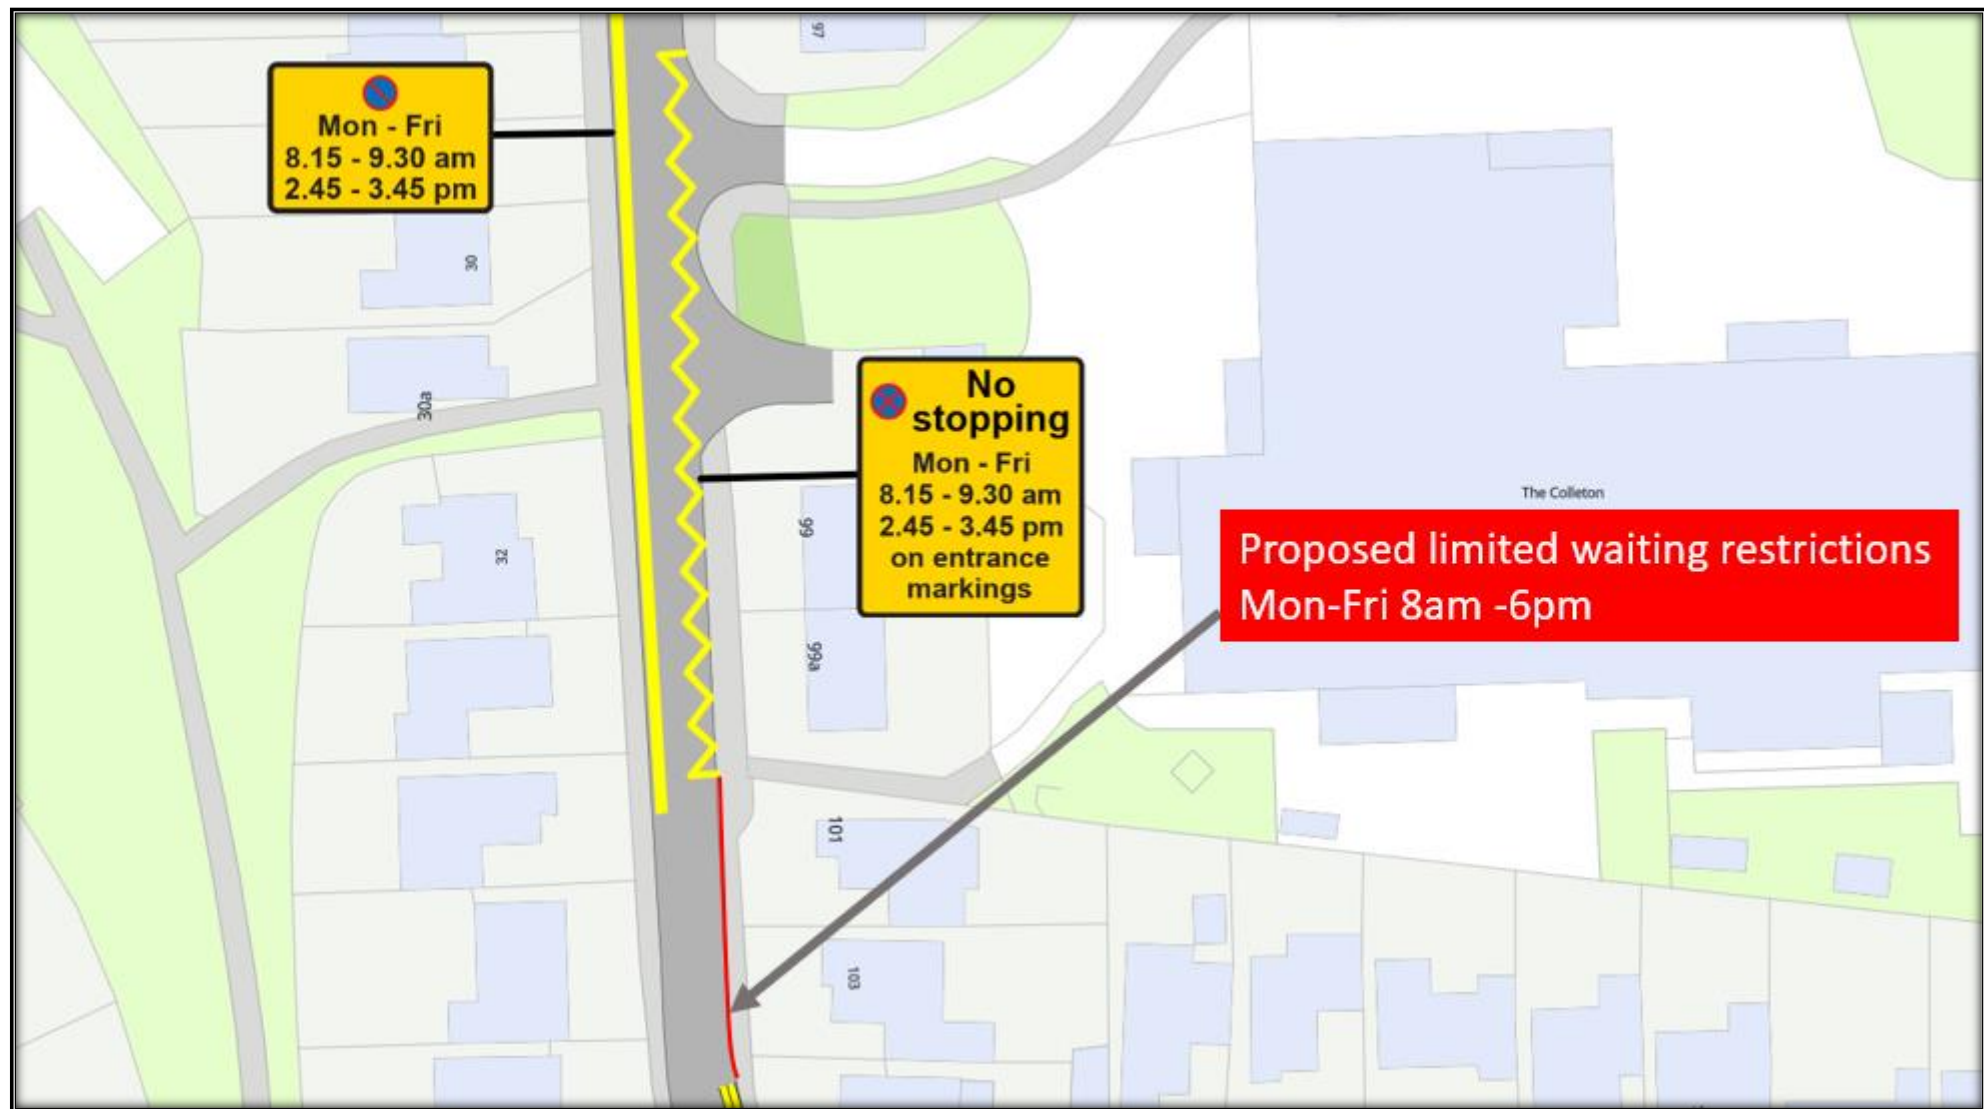 97
Mon - Fri
8.15 - 9.30 am
2.45 - 3.45 pm
30
30a
No
stopping
Mon - Fri
8.15 - 9.30 am
2.45 - 3.45 pm
on entrance
markings
The Colleton
99
32
Proposed limited waiting restrictions
Mon-Fri 8am -6pm
99a
101
103